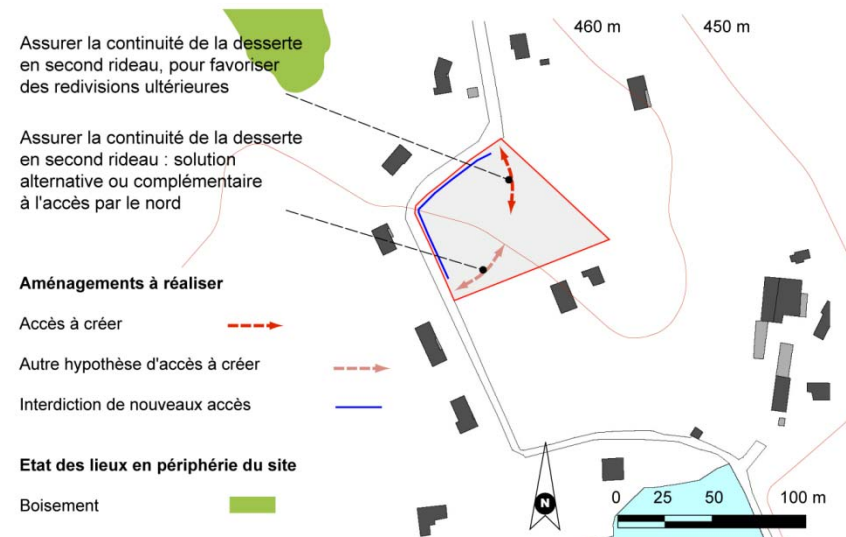 460 m
450 m
Assurer la continuité de la desserte
en second rideau, pour favoriser
des redivisions ultérieures
Assurer la continuité de la desserte
en second rideau : solution
alternative ou complémentaire
à l'accès par le nord
Aménagements à réaliser
Accès à créer
Autre hypothèse d'accès à créer
Interdiction de nouveaux accès
Etat des lieux en périphérie du site
Boisement
N
0 25 50 100 m